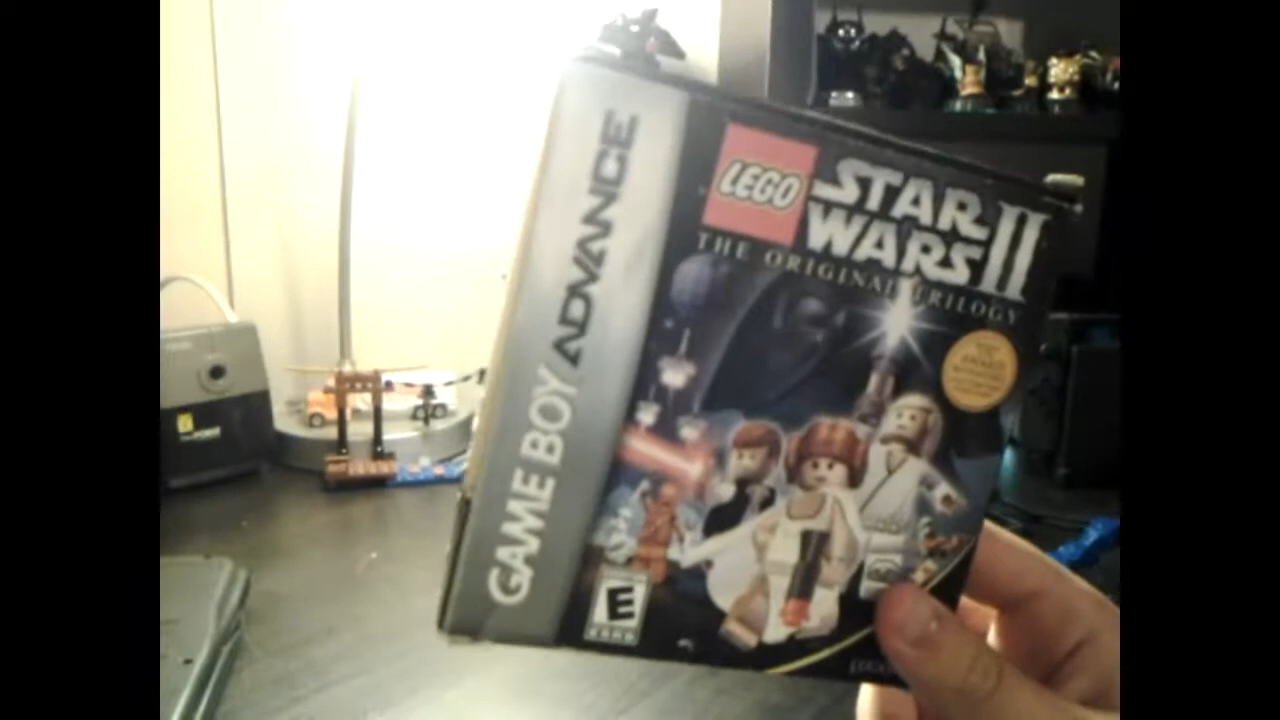 GAME BOY ADVANCE
LEGO
STAR
WARS II
THE ORIGINAL TRILOGY
E